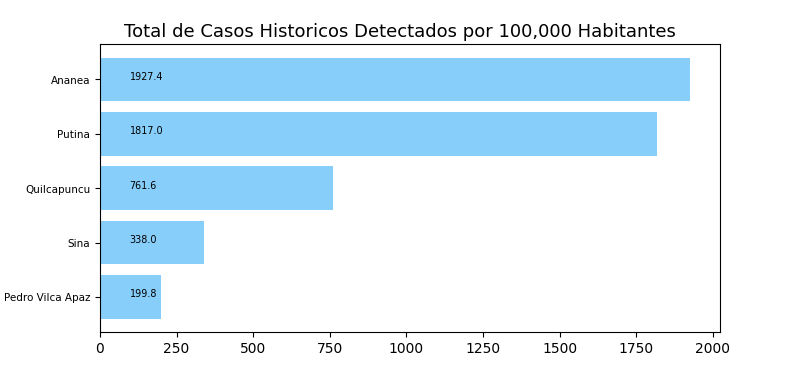 Total de Casos Historicos Detectados por 100,000 Habitantes
Ananea 1927.4
Putina 1817.0
Quilcapuncu 761.6
Sina 338.0
Pedro Vilca Apaz 199.8
0 250 500 750 1000 1250 1500 1750 2000